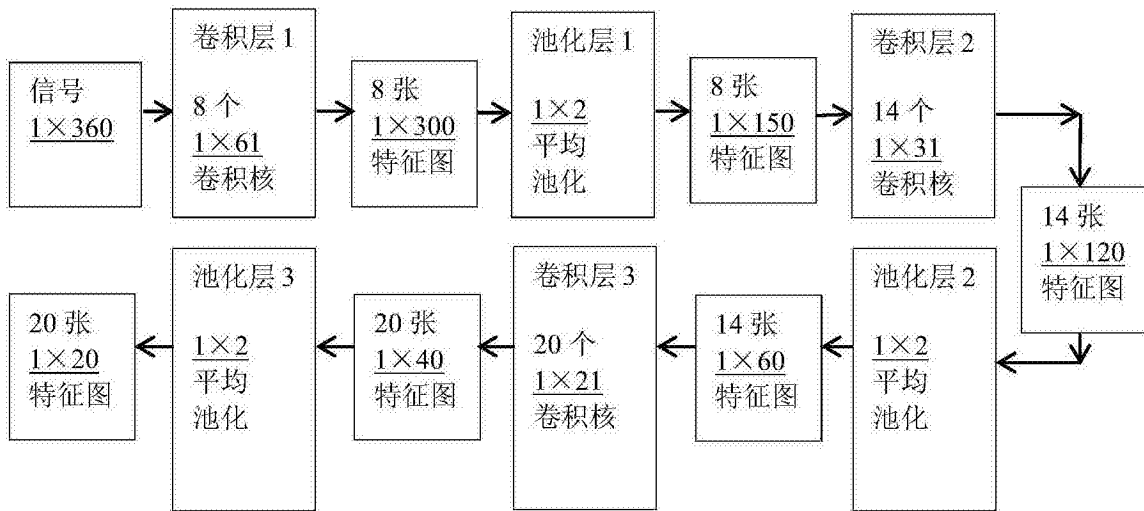 信号
1×360
卷积层 1
8 个
1×61
卷积核
8 张
1×300
特征图
池化层 1
1×2
平均
池化
8 张
1×150
特征图
卷积层 2
14 个
1×31
卷积核
14 张
1×120
特征图
池化层 2
1×2
平均
池化
14 张
1×60
特征图
卷积层 3
20 个
1×21
卷积核
20 张
1×40
特征图
池化层 3
1×2
平均
池化
20 张
1×20
特征图